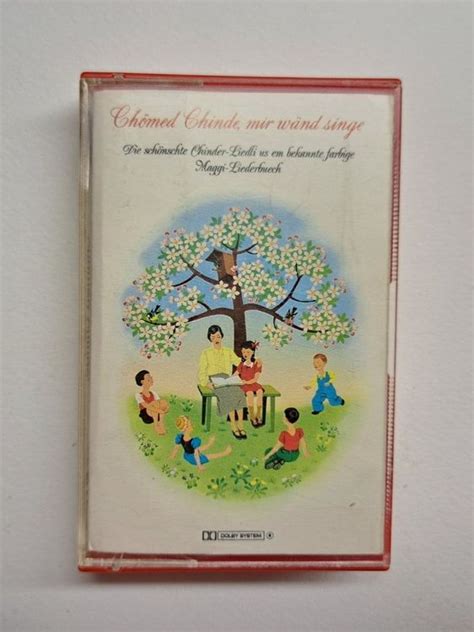 Chömed Chinde, mir wänd singe
Die schönschte Chinder-Liedli us em bekannte farbige
Maggi-Liederbuech
DOLBY SYSTEM